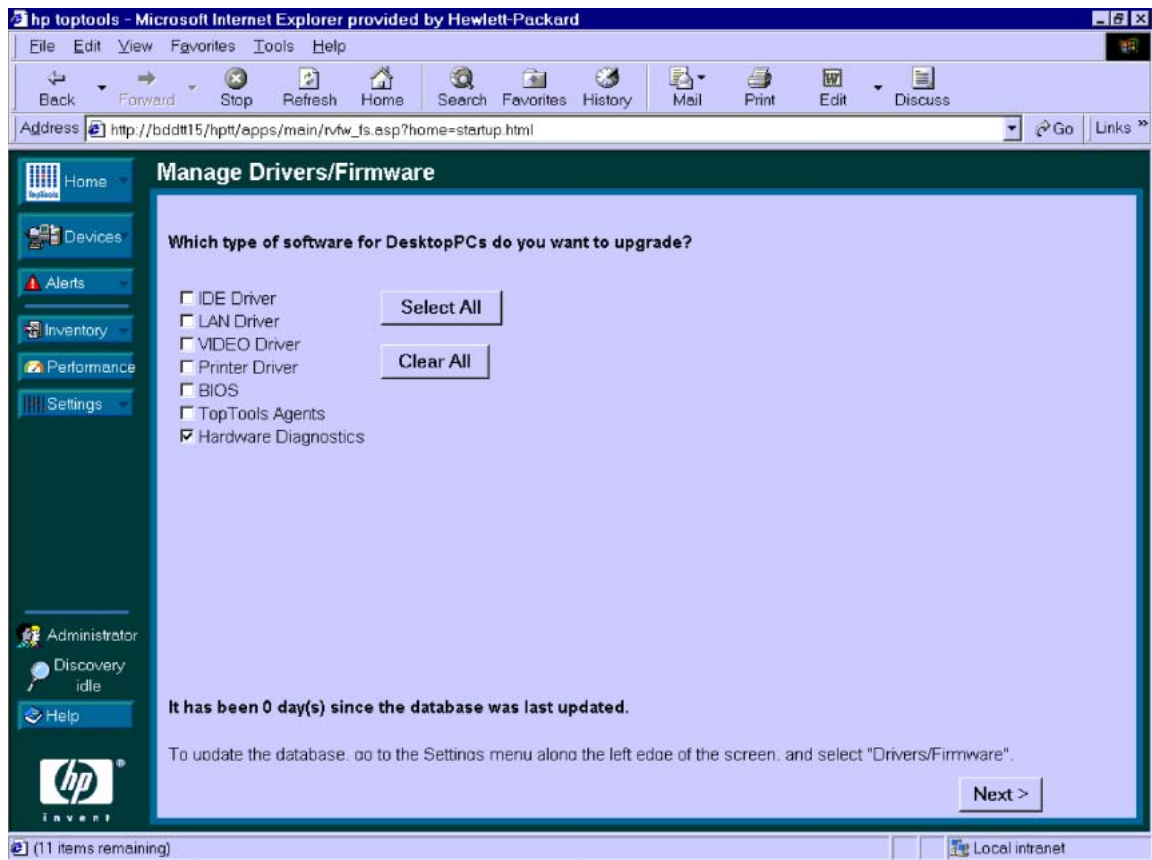 hp toptools - Microsoft Internet Explorer provided by Hewlett-Packard
File Edit View Favorites Tools Help
Back Forward Stop Refresh Home Search Favorites History Mail Print Edit Discuss
Address http://bddtt15/hptt/apps/main/rvfw_fs.asp?home=startup.html Go Links »
Home
TopTools
Manage Drivers/Firmware
Devices
Alerts
Inventory
Performance
Settings
Which type of software for DesktopPCs do you want to upgrade?
IDE Driver
LAN Driver
VIDEO Driver
Printer Driver
BIOS
TopTools Agents
Hardware Diagnostics
Select All
Clear All
Administrator
Discovery
idle
Help
It has been 0 day(s) since the database was last updated.
To update the database, go to the Settings menu along the left edge of the screen, and select "Drivers/Firmware".
Next >
hp
invent
(11 items remaining)
Local intranet